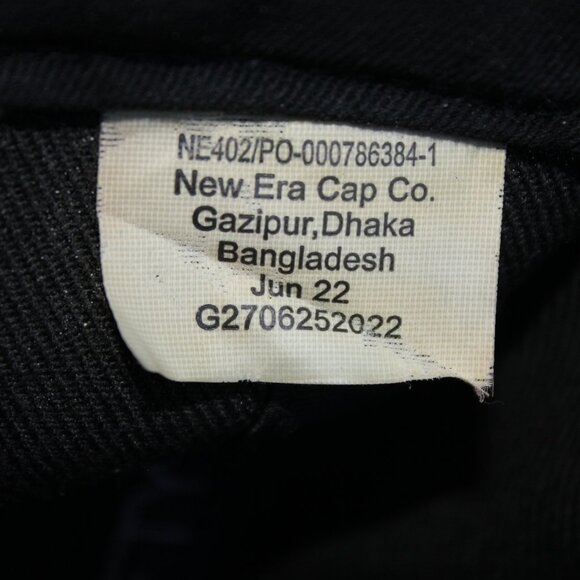 NE402/PO-000786384-1
New Era Cap Co.
Gazipur,Dhaka
Bangladesh
Jun 22
G2706252022